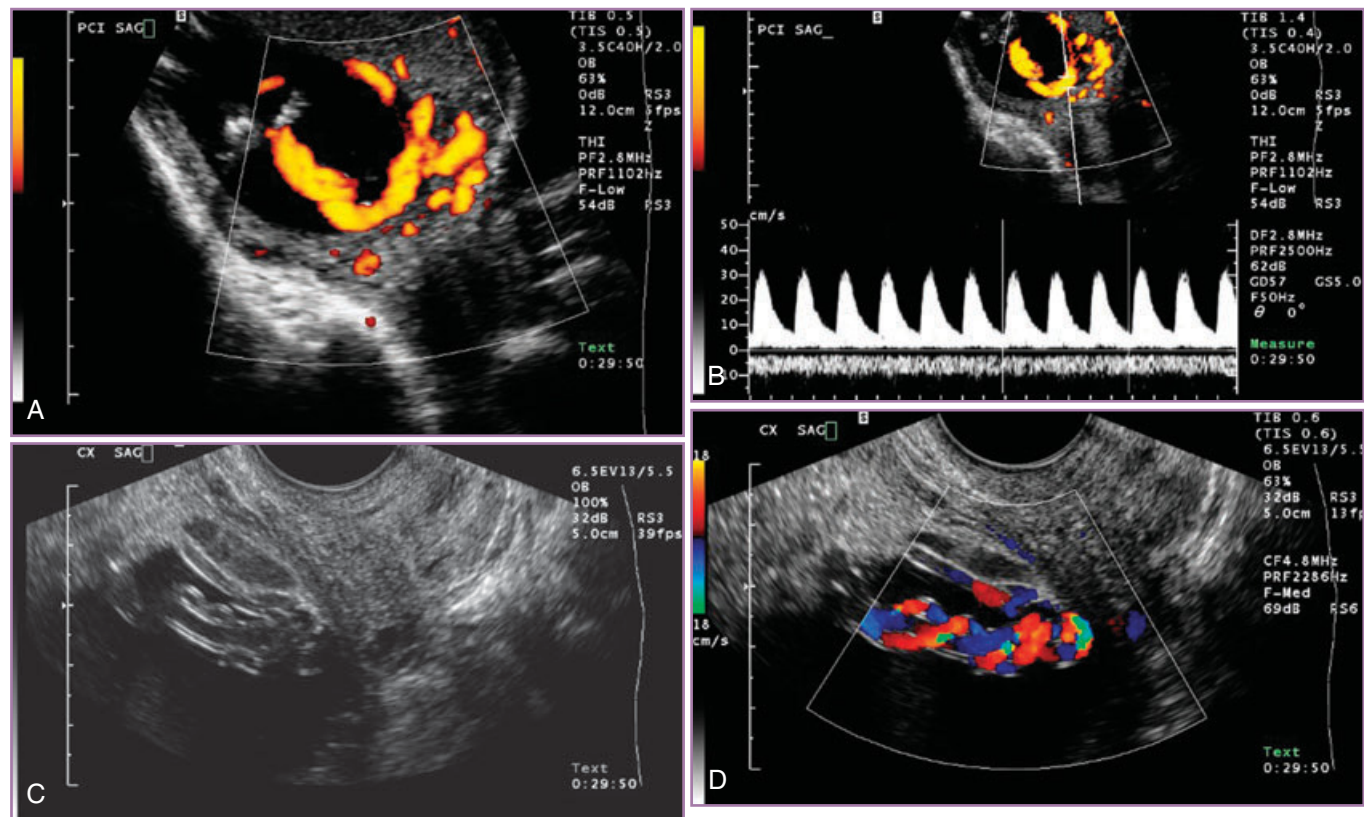 S
PCI SAG
TIB 0.5
(TIS 0.5)
3.5C40H/2.0
OB
63%
0dB RS3
12.0cm 5fps
Z
THI
PF2.8MHz
PRF1102Hz
F-Low
54dB RS3
Text
0:29:50
A
S
PCI SAG_
TIB 1.4
(TIS 0.4)
3.5C40H/2.0
OB
63%
0dB RS3
12.0cm 5fps
Z
THI
PF2.8MHz
PRF1102Hz
F-Low
54dB RS3
cm/s
50
40
30
20
10
0
DF2.8MHz
PRF2500Hz
62dB
GD57 GS5.0
F50Hz
θ 0°
Measure
0:29:50
B
CX SAG
6.5EV13/5.5
OB
100%
32dB RS3
5.0cm 39fps
Text
0:29:50
C
S
CX SAG
TIB 0.6
(TIS 0.6)
6.5EV13/5.5
OB
63%
32dB RS3
5.0cm 13fp
18
18
cm/s
CF4.8MHz
PRF2286Hz
F-Med
69dB RS6
Text
0:29:50
D